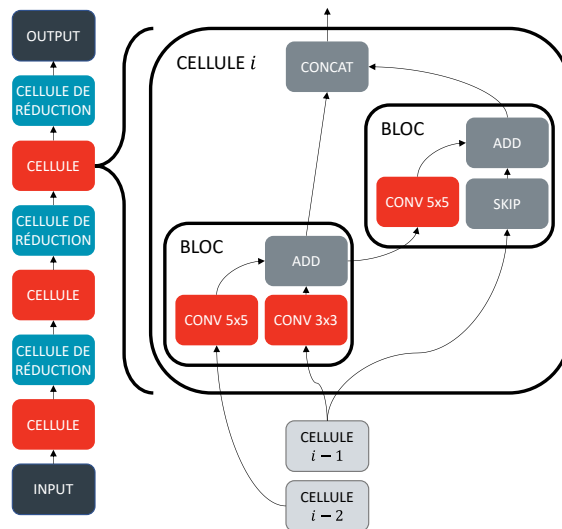 OUTPUT
CELLULE DE
RÉDUCTION
CELLULE
CELLULE DE
RÉDUCTION
CELLULE
CELLULE DE
RÉDUCTION
CELLULE
INPUT
CELLULE i
CONCAT
BLOC
ADD
CONV 5x5
SKIP
BLOC
ADD
CONV 5x5
CONV 3x3
CELLULE
i − 1
CELLULE
i − 2